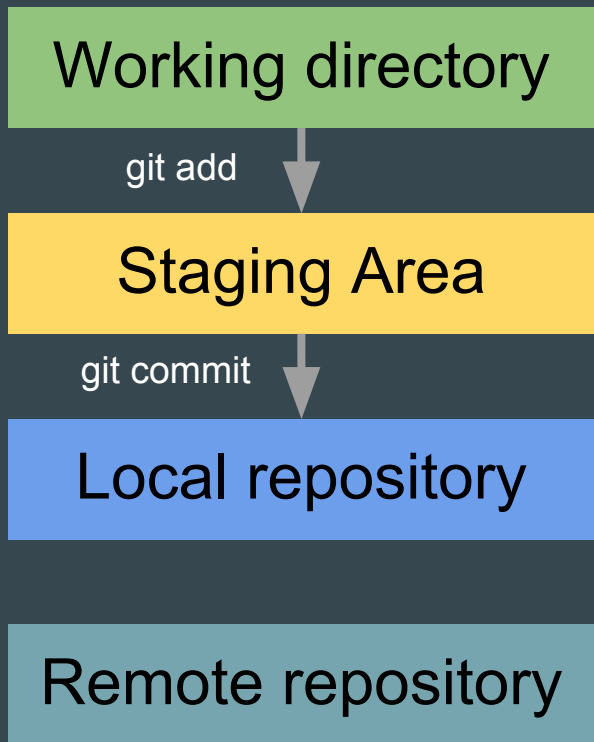 Working directory
git add
Staging Area
git commit
Local repository
Remote repository